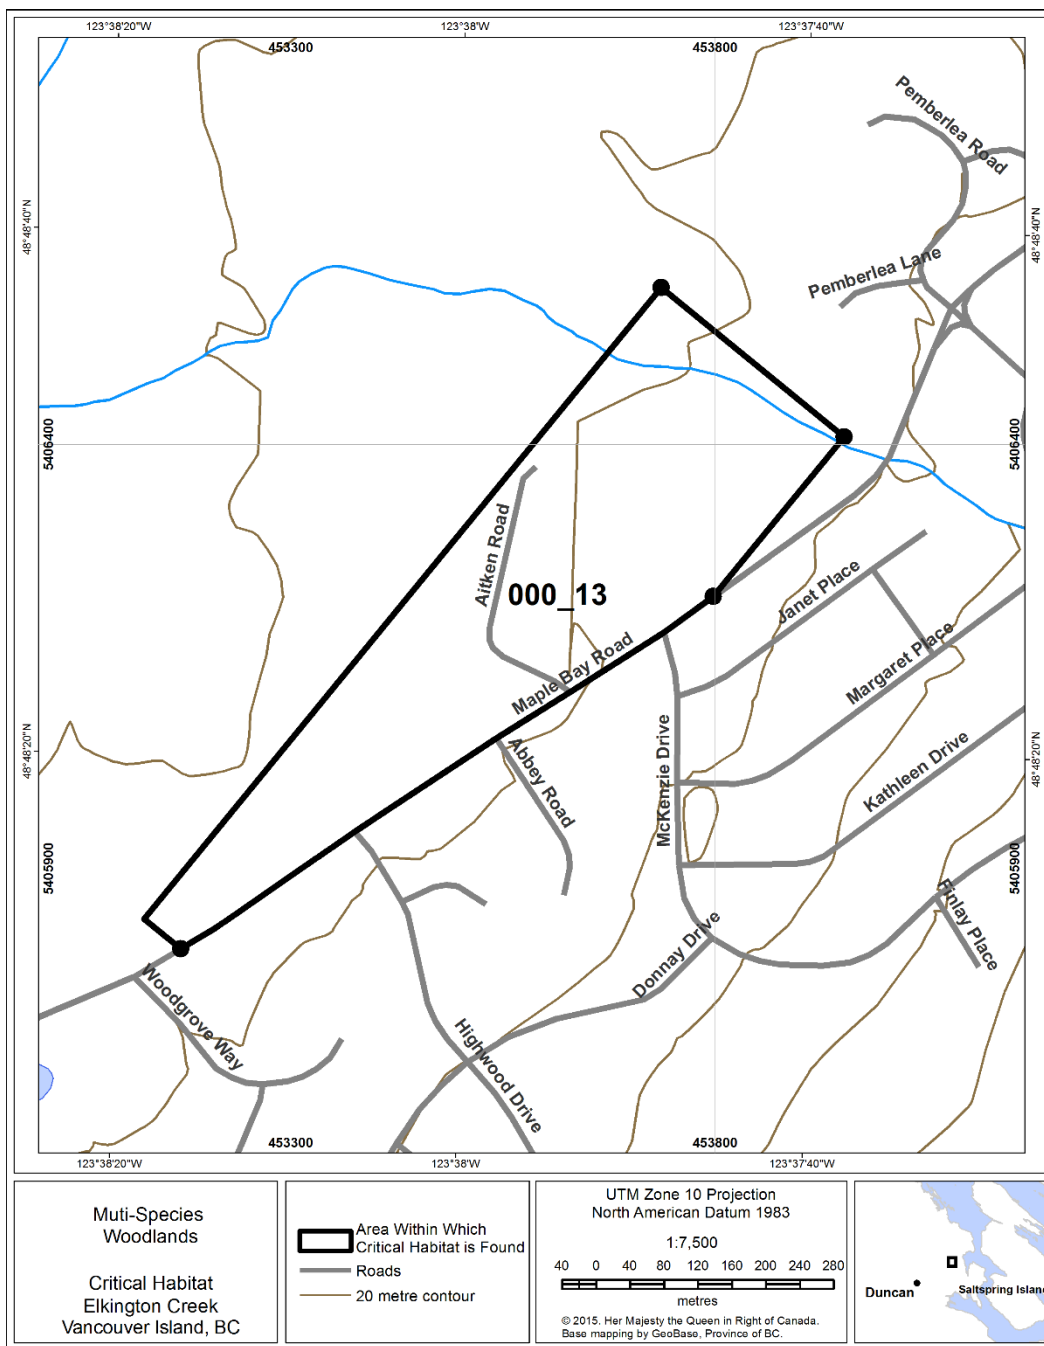 123°38'20"W
123°38'W
123°37'40"W
453300
453800
Pemberlea Road
48°48'40"N
48°48'40"N
Pemberlea Lane
5406400
5406400
Aitken Road
000_13
Janet Place
Maple Bay Road
Margaret Place
48°48'20"N
48°48'20"N
Abbey Road
McKenzie Drive
Kathleen Drive
5405900
5405900
Finlay Place
Donnay Drive
Woodgrove Way
Highwood Drive
453300
453800
123°38'20"W
123°38'W
123°37'40"W
Muti-Species
Woodlands
Critical Habitat
Elkington Creek
Vancouver Island, BC
Area Within Which
Critical Habitat is Found
Roads
20 metre contour
UTM Zone 10 Projection
North American Datum 1983
1:7,500
40 0 40 80 120 160 200 240 280
metres
© 2015. Her Majesty the Queen in Right of Canada.
Base mapping by GeoBase, Province of BC.
Duncan
Saltspring Island